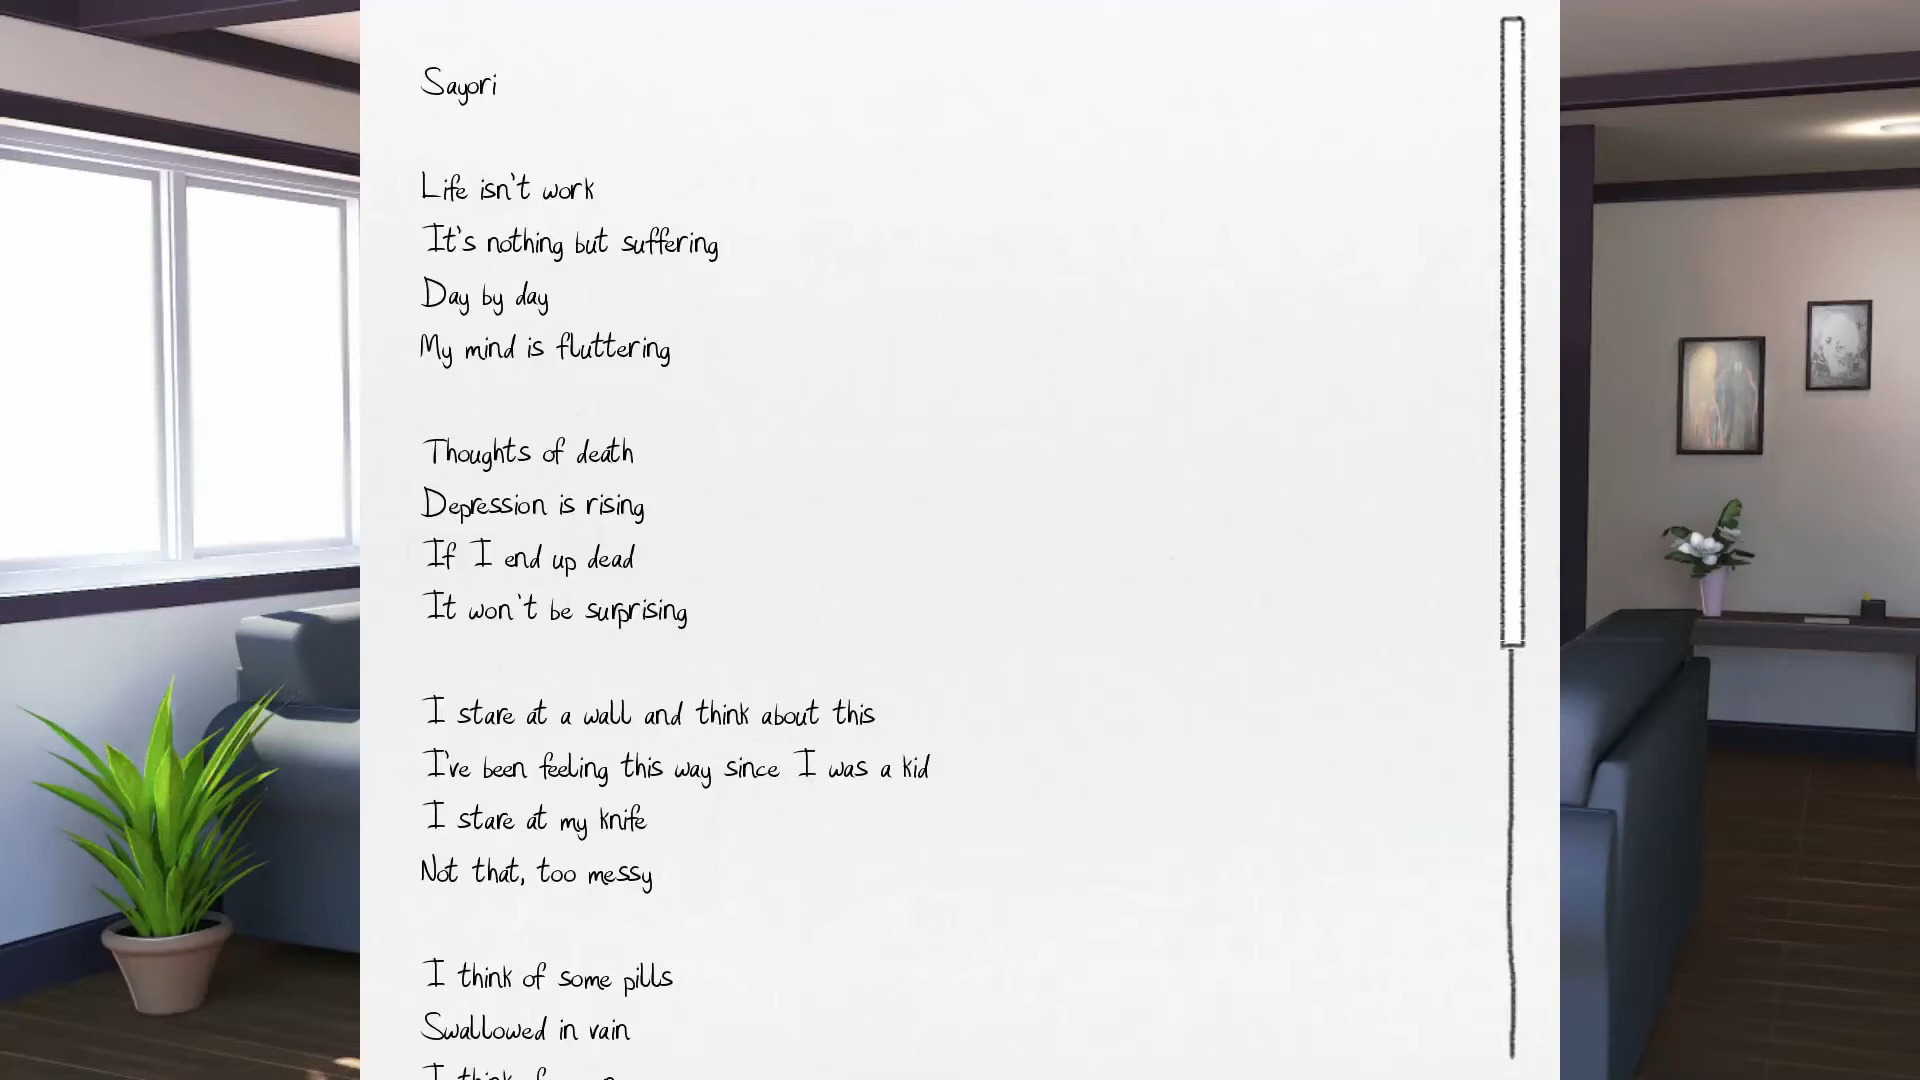 Sayori
Life isn't work
It's nothing but suffering
Day by day
My mind is fluttering
Thoughts of death
Depression is rising
If I end up dead
It won't be surprising
I stare at a wall and think about this
I've been feeling this way since I was a kid
I stare at my knife
Not that, too messy
I think of some pills
Swallowed in vain
I think